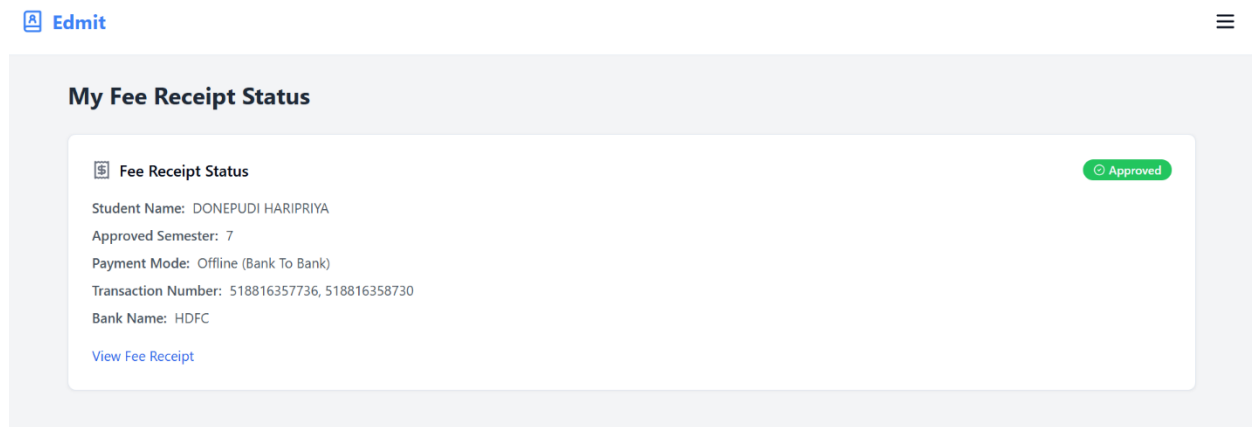 Edmit
My Fee Receipt Status
Fee Receipt Status
Approved
Student Name: DONEPUDI HARIPRIYA
Approved Semester: 7
Payment Mode: Offline (Bank To Bank)
Transaction Number: 518816357736, 518816358730
Bank Name: HDFC
View Fee Receipt